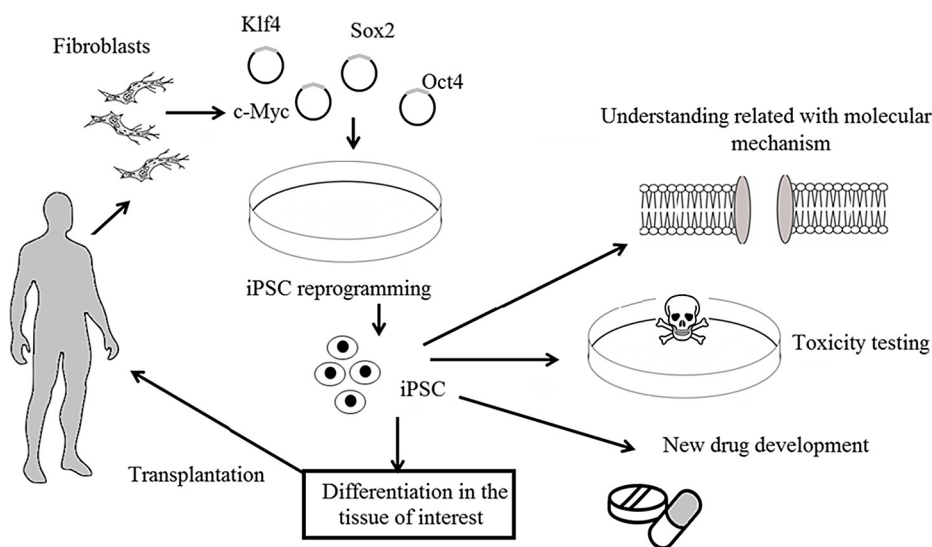 Klf4
Sox2
Fibroblasts
Oct4
c-Myc
Understanding related with molecular
mechanism
iPSC reprogramming
Toxicity testing
iPSC
New drug development
Transplantation
Differentiation in the
tissue of interest